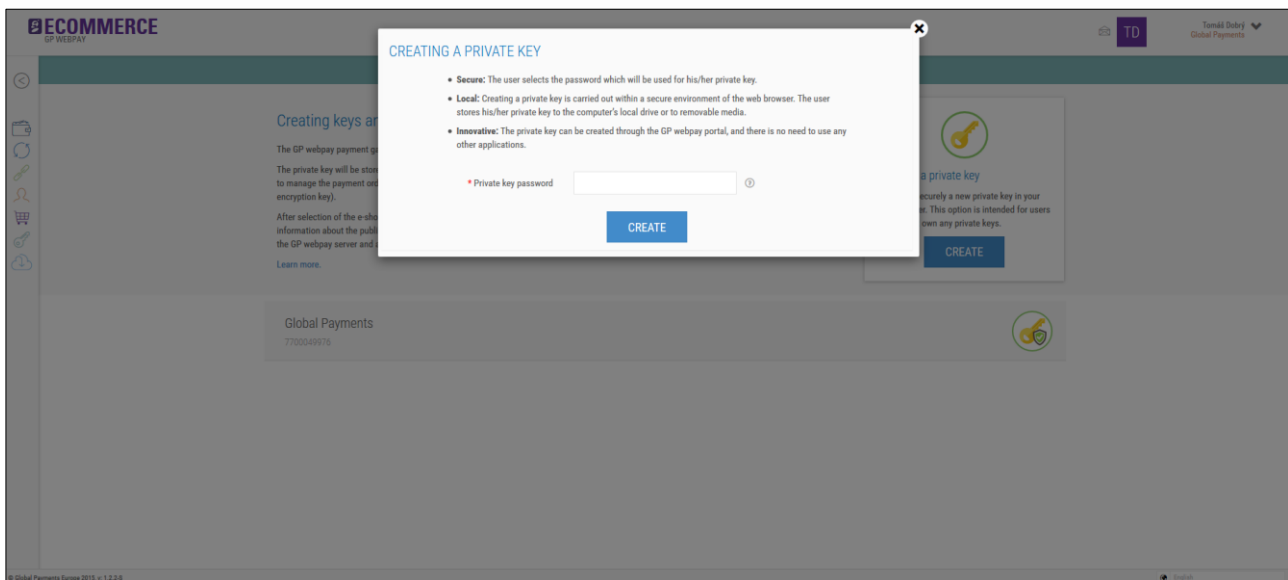 ECOMMERCE
GP WEBPAY
TD
Tomáš Dobrý
Global Payments
CREATING A PRIVATE KEY
Secure: The user selects the password which will be used for his/her private key.
Local: Creating a private key is carried out within a secure environment of the web browser. The user
stores his/her private key to the computer's local drive or to removable media.
Innovative: The private key can be created through the GP webpay portal, and there is no need to use any
other applications.
* Private key password
CREATE
Creating keys an
The GP webpay payment ga
The private key will be ston
to manage the payment ord
encryption key).
After selection of the e-sho
information about the publi
the GP webpay server and a
Learn more.
a private key
ecurely a new private key in your
This option is intended for users
own any private keys.
CREATE
Global Payments
7700049976
© Global Payments Europe 2015, v. 1.2.3.8
English